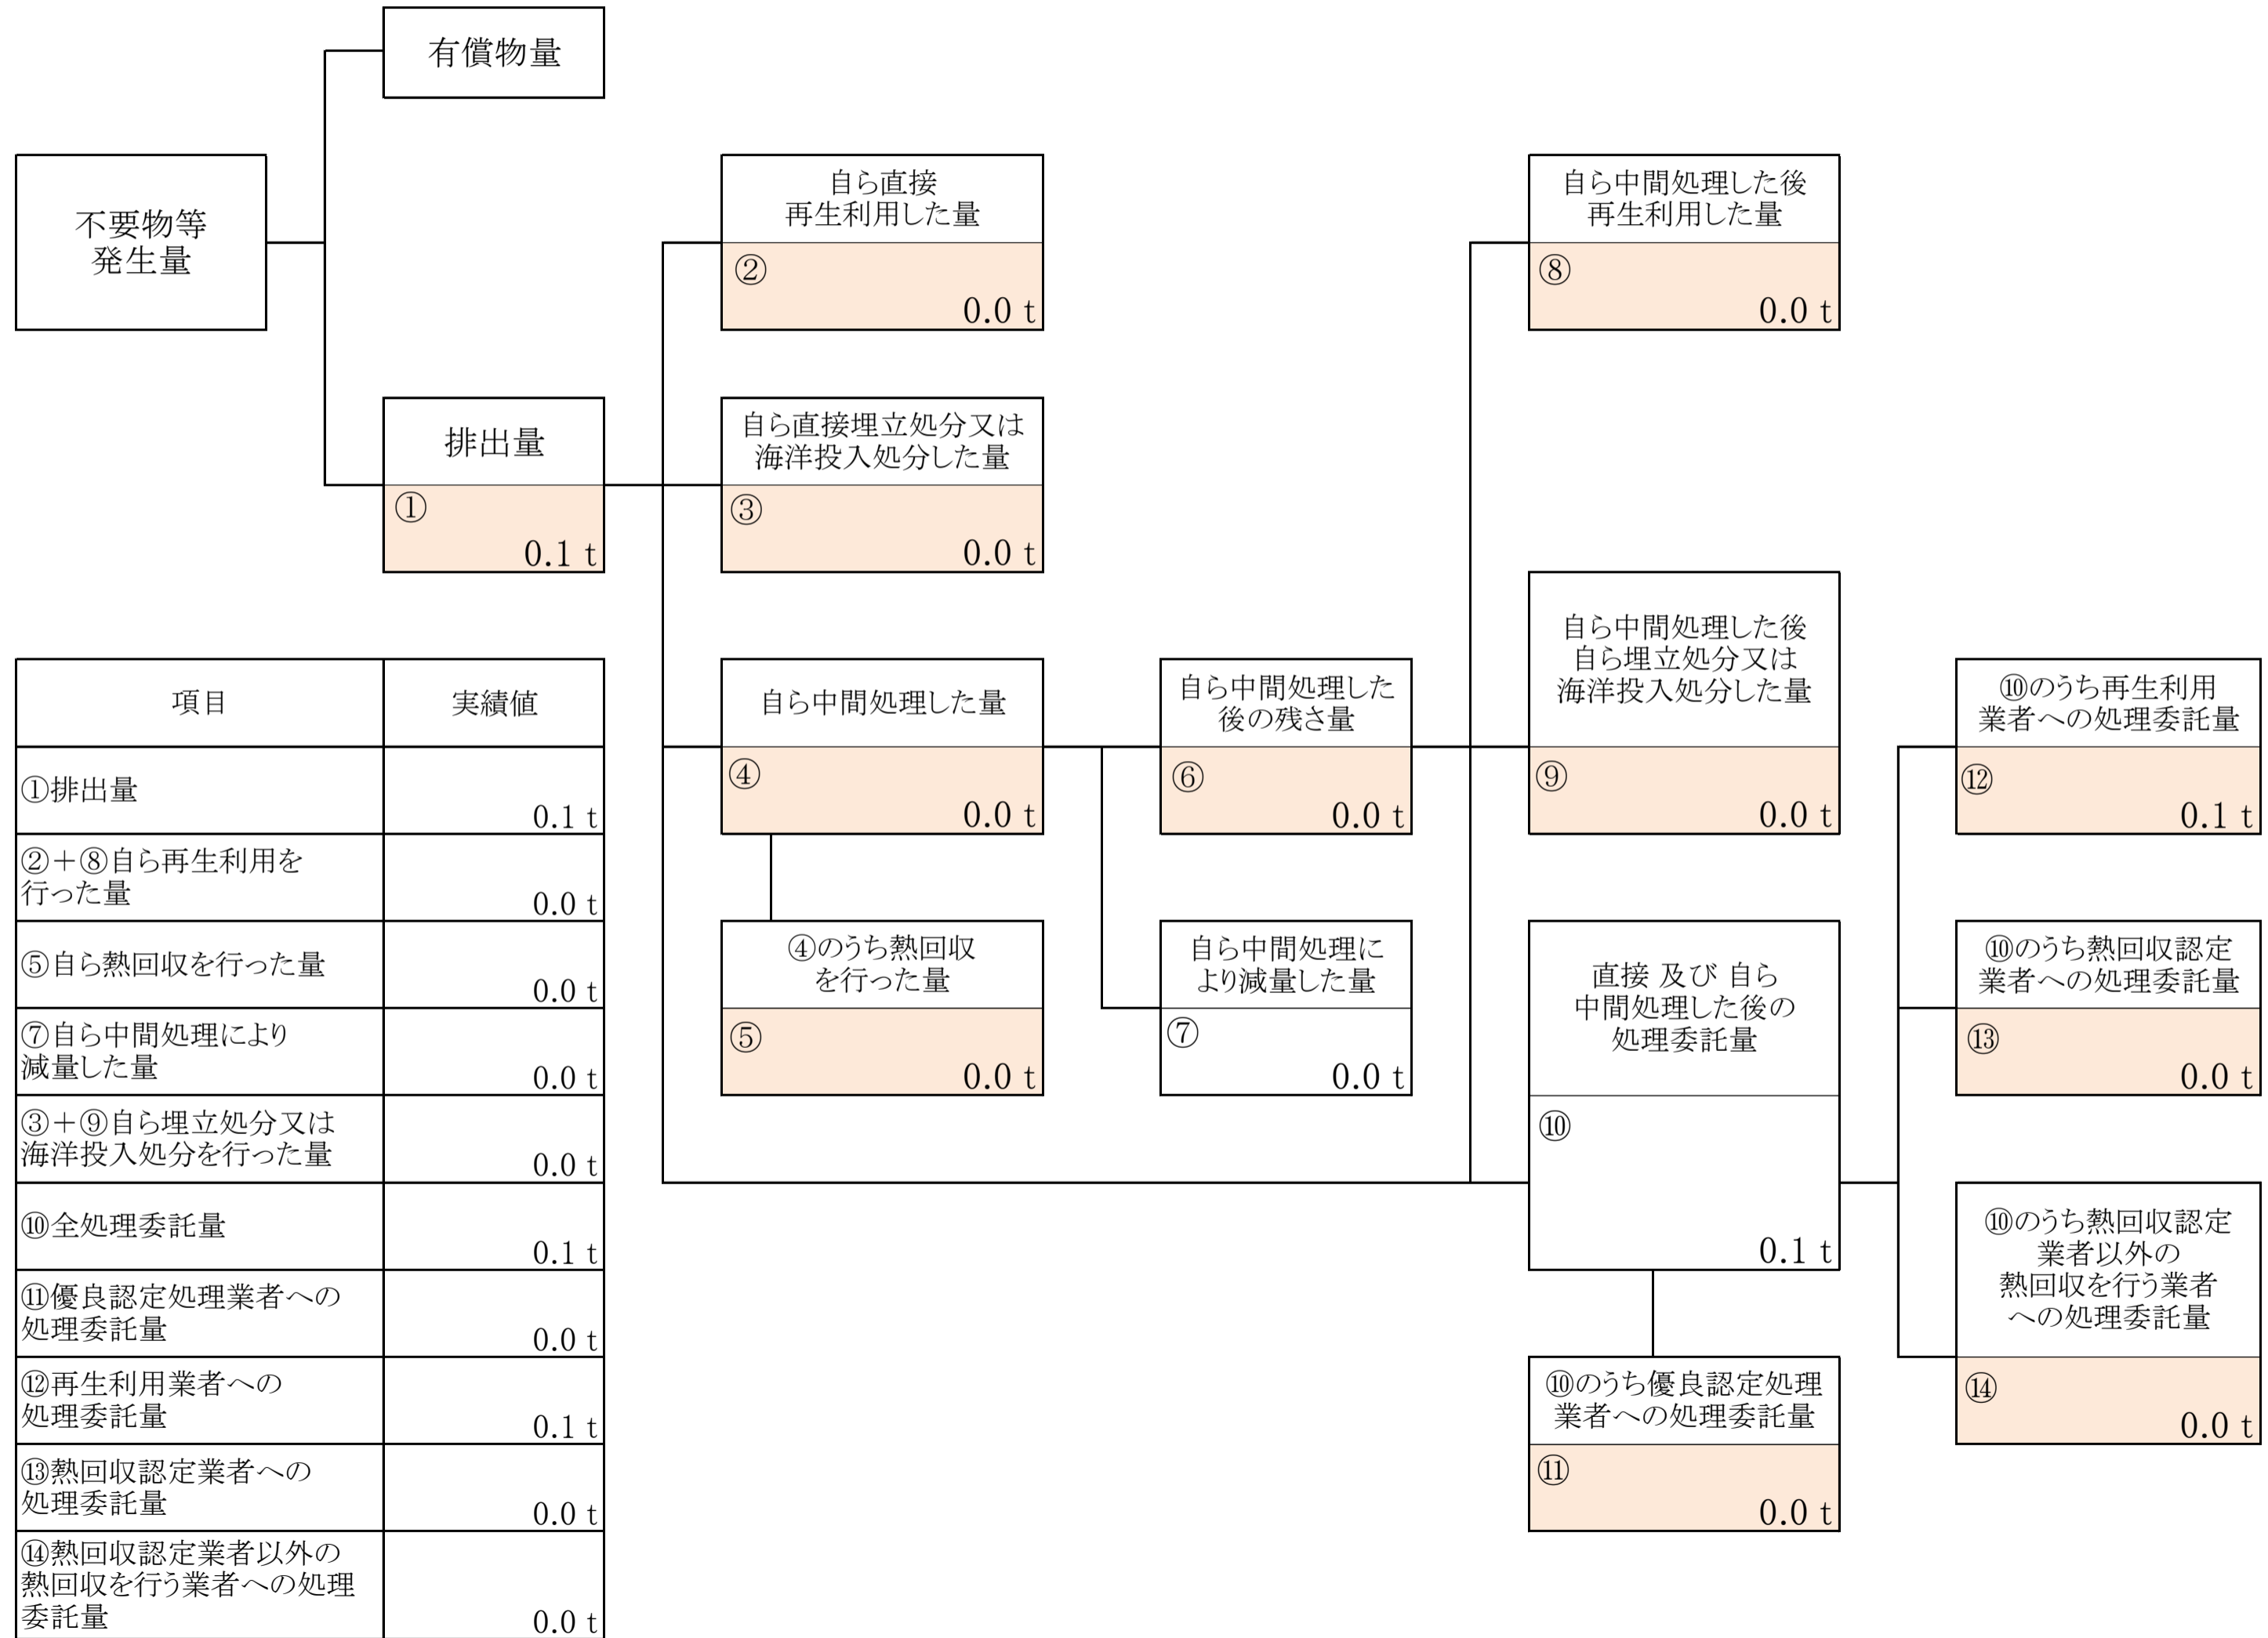 有償物量
不要物等
発生量
自ら直接
再生利用した量
②
0.0 t
自ら中間処理した後
再生利用した量
⑧
0.0 t
排出量
①
0.1 t
自ら直接埋立処分又は
海洋投入処分した量
③
0.0 t
自ら中間処理した量
④
0.0 t
自ら中間処理した
後の残さ量
⑥
0.0 t
自ら中間処理した後
自ら埋立処分又は
海洋投入処分した量
⑨
0.0 t
⑩のうち再生利用
業者への処理委託量
⑫
0.1 t
④のうち熱回収
を行った量
⑤
0.0 t
自ら中間処理に
より減量した量
⑦
0.0 t
直接 及び 自ら
中間処理した後の
処理委託量
⑩
0.1 t
⑩のうち熱回収認定
業者への処理委託量
⑬
0.0 t
⑩のうち熱回収認定
業者以外の
熱回収を行う業者
への処理委託量
⑭
0.0 t
⑩のうち優良認定処理
業者への処理委託量
⑪
0.0 t
項目 実績値
①排出量
0.1 t
②＋⑧自ら再生利用を
行った量
0.0 t
⑤自ら熱回収を行った量
0.0 t
⑦自ら中間処理により
減量した量
0.0 t
③＋⑨自ら埋立処分又は
海洋投入処分を行った量
0.0 t
⑩全処理委託量
0.1 t
⑪優良認定処理業者への
処理委託量
0.0 t
⑫再生利用業者への
処理委託量
0.1 t
⑬熱回収認定業者への
処理委託量
0.0 t
⑭熱回収認定業者以外の
熱回収を行う業者への処理
委託量
0.0 t